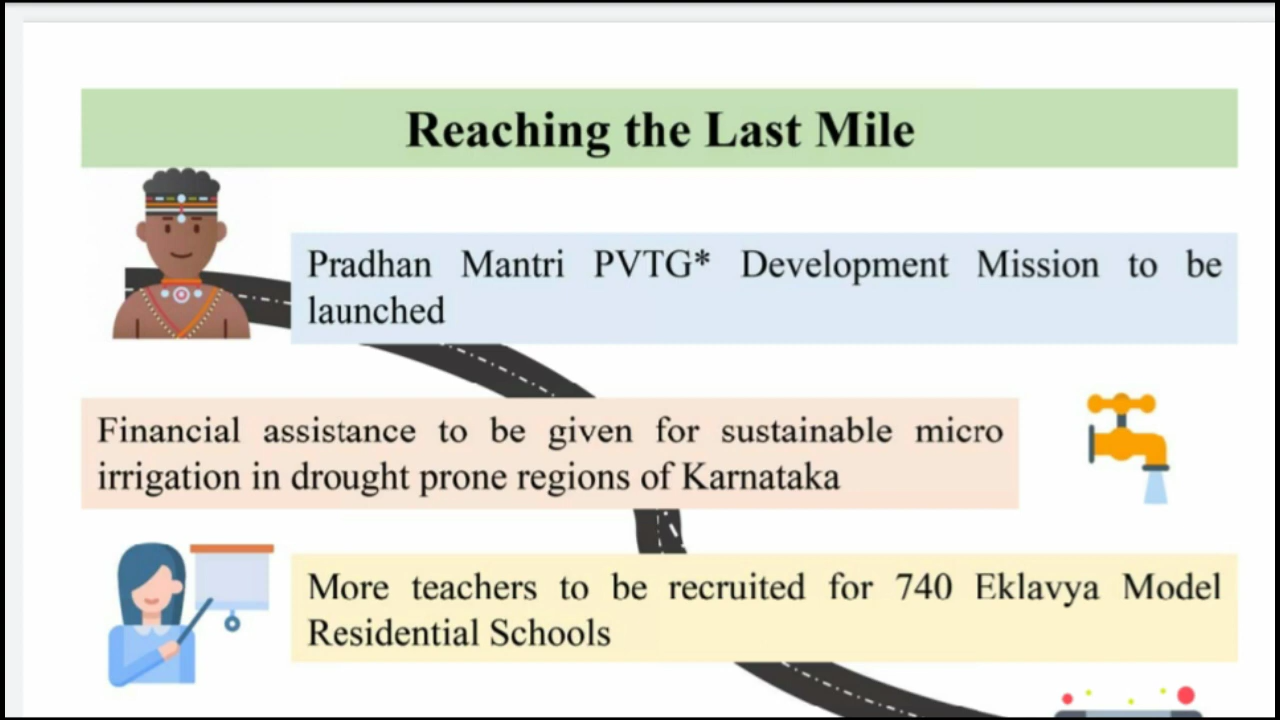 Reaching the Last Mile
Pradhan Mantri PVTG* Development Mission to be
launched
Financial assistance to be given for sustainable micro
irrigation in drought prone regions of Karnataka
More teachers to be recruited for 740 Eklavya Model
Residential Schools